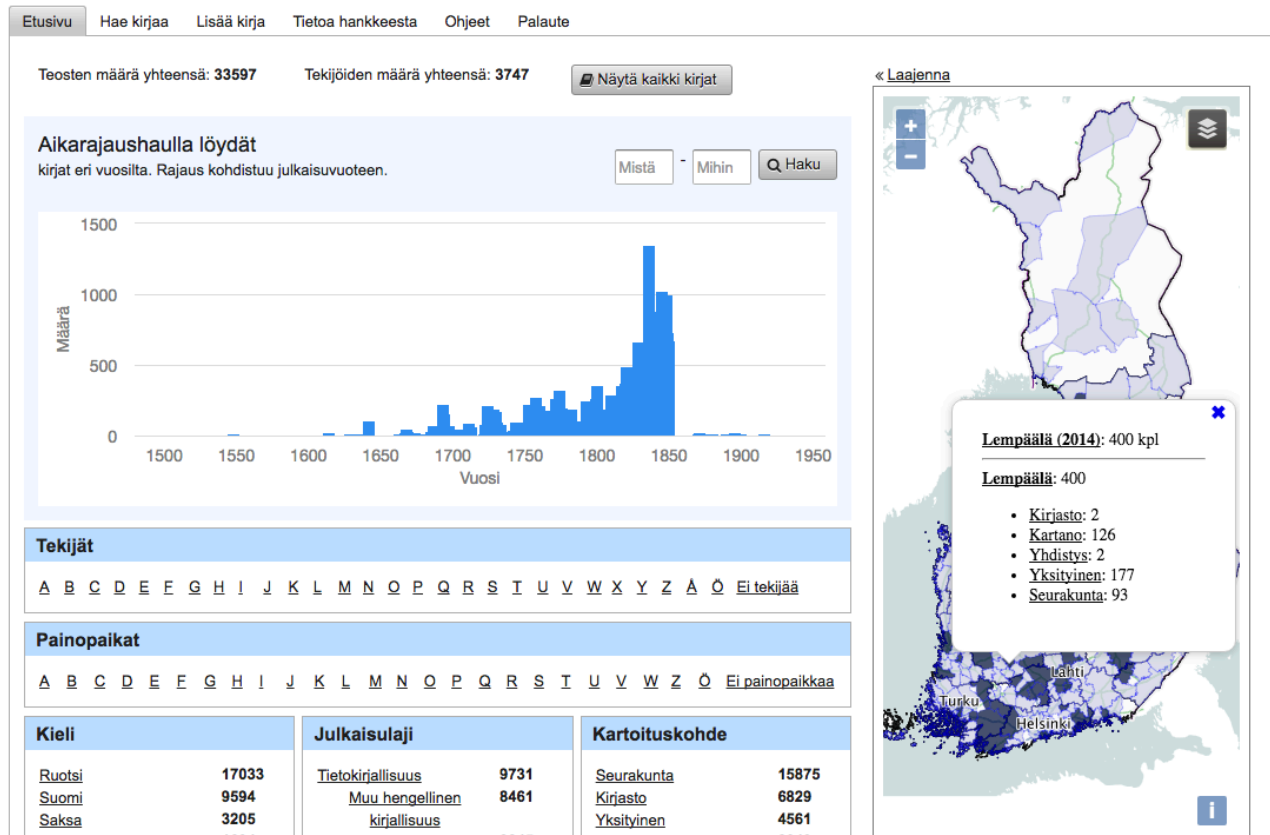 Etusivu Hae kirjaa Lisää kirja Tietoa hankkeesta Ohjeet Palaute
Teosten määrä yhteensä: 33597 Tekijöiden määrä yhteensä: 3747 Näytä kaikki kirjat
Aikarajaushaulla löydät
kirjat eri vuosilta. Rajaus kohdistuu julkaisuvuoteen.
Mistä - Mihin Haku
1500
1000
500
0
Määrä
1500 1550 1600 1650 1700 1750 1800 1850 1900 1950
Vuosi
Tekijät
A B C D E F G H I J K L M N O P Q R S T U V W X Y Z Å Ö Ei tekijää
Painopaikat
A B C D E F G H I J K L M N O P Q R S T U V W Z Ö Ei painopaikkaa
Kieli
Ruotsi 17033
Suomi 9594
Saksa 3205
Julkaisulaji
Tietokirjallisuus 9731
Muu hengellinen 8461
kirjallisuus
Kartoituskohde
Seurakunta 15875
Kirjasto 6829
Yksityinen 4561
« Laajenna
+
−
Lempäälä (2014): 400 kpl
Lempäälä: 400
• Kirjasto: 2
• Kartano: 126
• Yhdistys: 2
• Yksityinen: 177
• Seurakunta: 93
Lahti
Turku
Helsinki
i